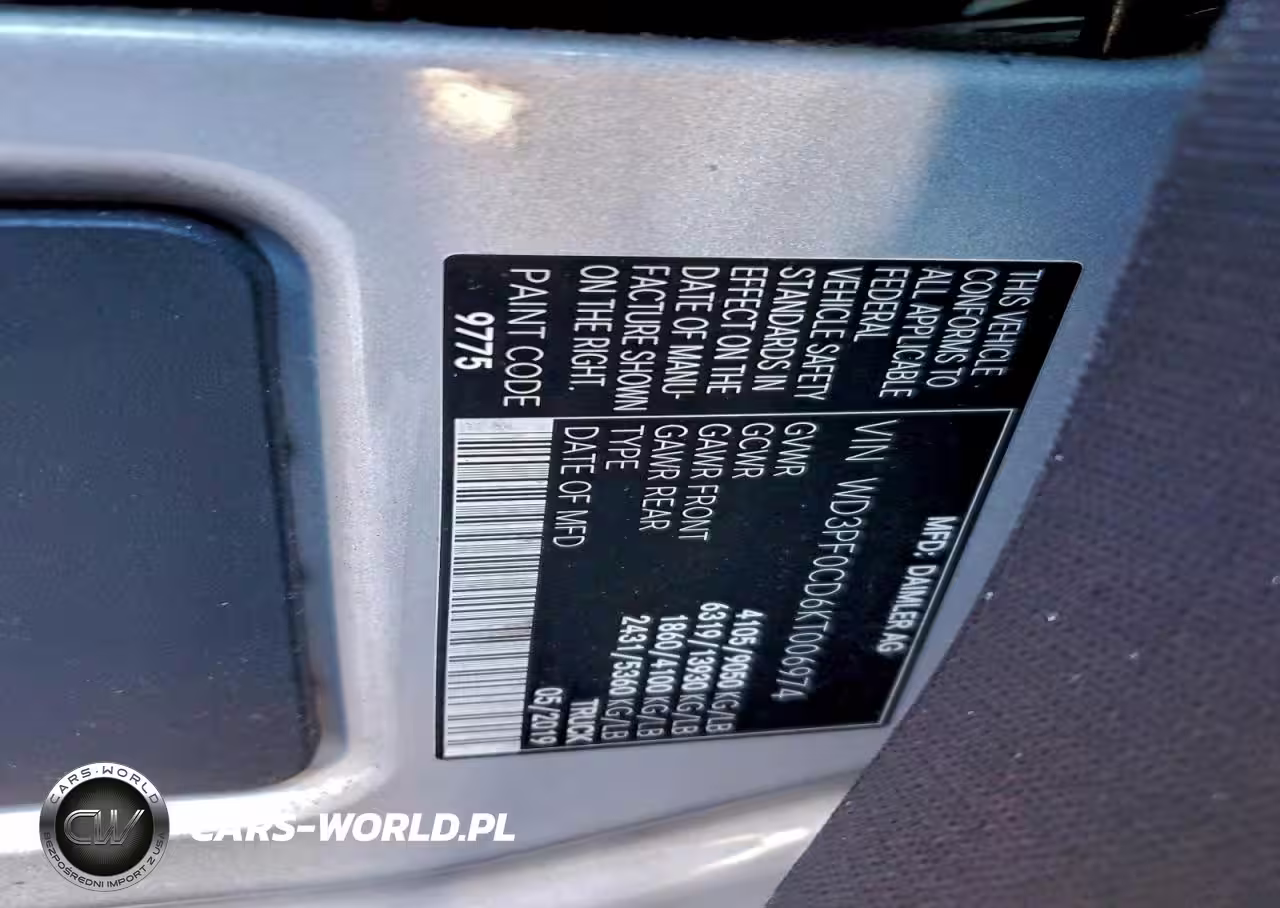 THIS VEHICLE
CONFORMS TO
ALL APPLICABLE
FEDERAL
VEHICLE SAFETY
STANDARDS IN
EFFECT ON THE
DATE OF MANU-
FACTURE SHOWN
ON THE RIGHT.
PAINT CODE
9775
MFD: DAIMLER AG
VIN WD3PF0CD6KT006974
GVWR 4105/9050 KG/LB
GCWR 6319/13930 KG/LB
GAWR FRONT 1860/4100 KG/LB
GAWR REAR 2431/5360 KG/LB
TYPE TRUCK
DATE OF MFD 05/2019
CARS-WORLD
CW
BEZPOŚREDNI IMPORT Z USA
CARS-WORLD.PL